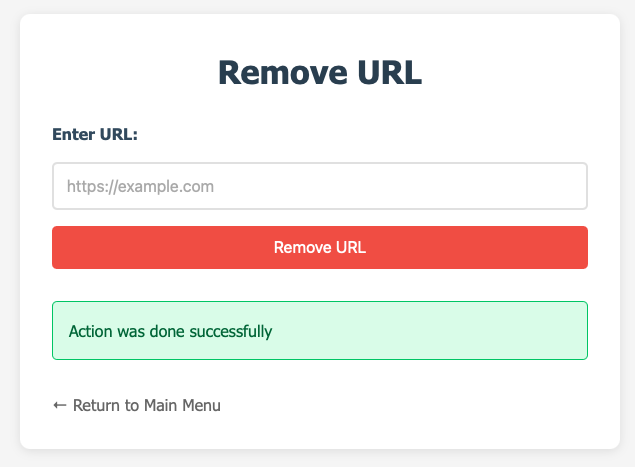 Remove URL
Enter URL:
https://example.com
Remove URL
Action was done successfully
← Return to Main Menu